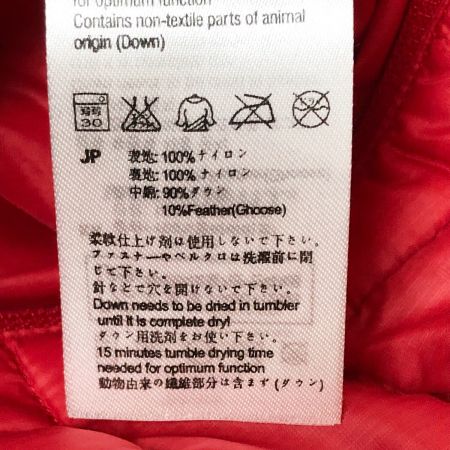 for optimum function
Contains non-textile parts of animal
origin (Down)
30
JP 表地: 100%ナイロン
裏地: 100%ナイロン
中綿: 90%ダウン
10%Feather(Ghoose)
柔軟仕上げ剤は使用しないで下さい。
ファスナーやベルクロは洗濯前に閉
じて下さい。
針などで穴を開けないで下さい。
Down needs to be dried in tumbler
until it is complete dry!
ダウン用洗剤をお使い下さい。
15 minutes tumble drying time
needed for optimum function
動物由来の繊維部分は含まず (ダウン)